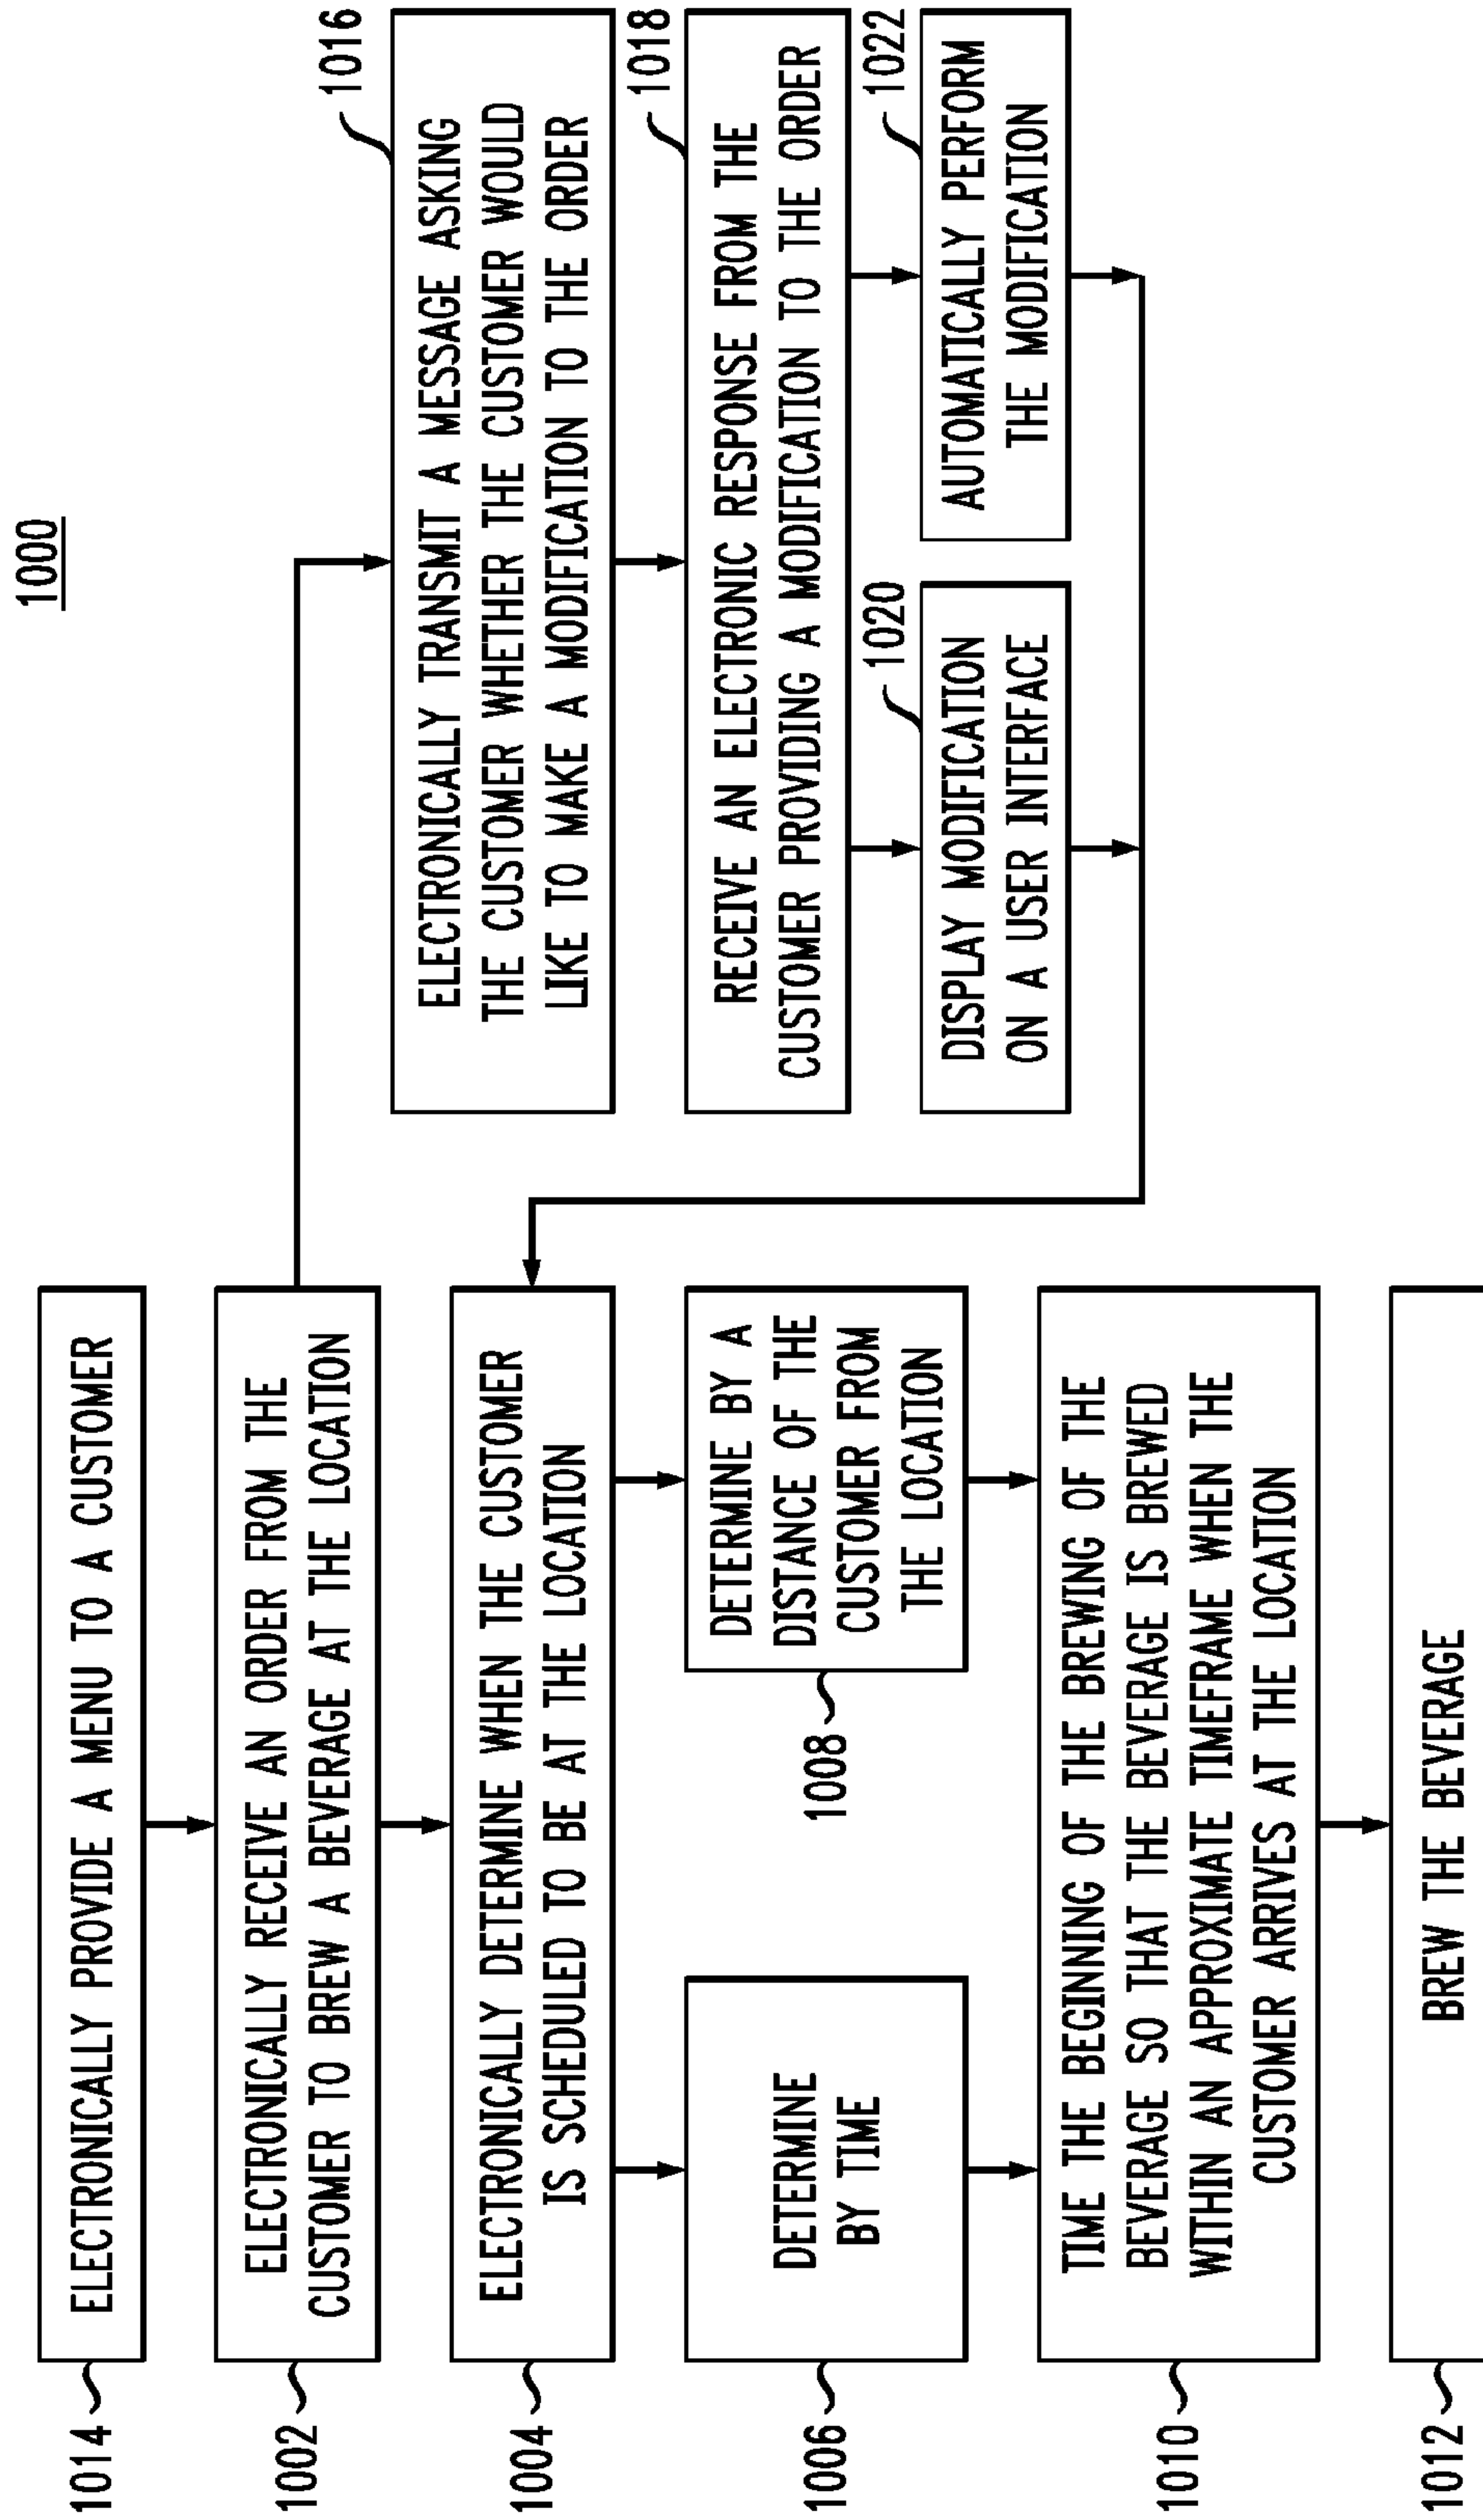 1000
1014
ELECTRONICALLY PROVIDE A MENU TO A CUSTOMER
1002
ELECTRONICALLY RECEIVE AN ORDER FROM THE
CUSTOMER TO BREW A BEVERAGE AT THE LOCATION
1004
ELECTRONICALLY DETERMINE WHEN THE CUSTOMER
IS SCHEDULED TO BE AT THE LOCATION
1006
DETERMINE
BY TIME
1008
DETERMINE BY A
DISTANCE OF THE
CUSTOMER FROM
THE LOCATION
1010
TIME THE BEGINNING OF THE BREWING OF THE
BEVERAGE SO THAT THE BEVERAGE IS BREWED
WITHIN AN APPROXIMATE TIMEFRAME WHEN THE
CUSTOMER ARRIVES AT THE LOCATION
1012
BREW THE BEVERAGE
1016
ELECTRONICALLY TRANSMIT A MESSAGE ASKING
THE CUSTOMER WHETHER THE CUSTOMER WOULD
LIKE TO MAKE A MODIFICATION TO THE ORDER
1018
RECEIVE AN ELECTRONIC RESPONSE FROM THE
CUSTOMER PROVIDING A MODIFICATION TO THE ORDER
1020
DISPLAY MODIFICATION
ON A USER INTERFACE
1022
AUTOMATICALLY PERFORM
THE MODIFICATION